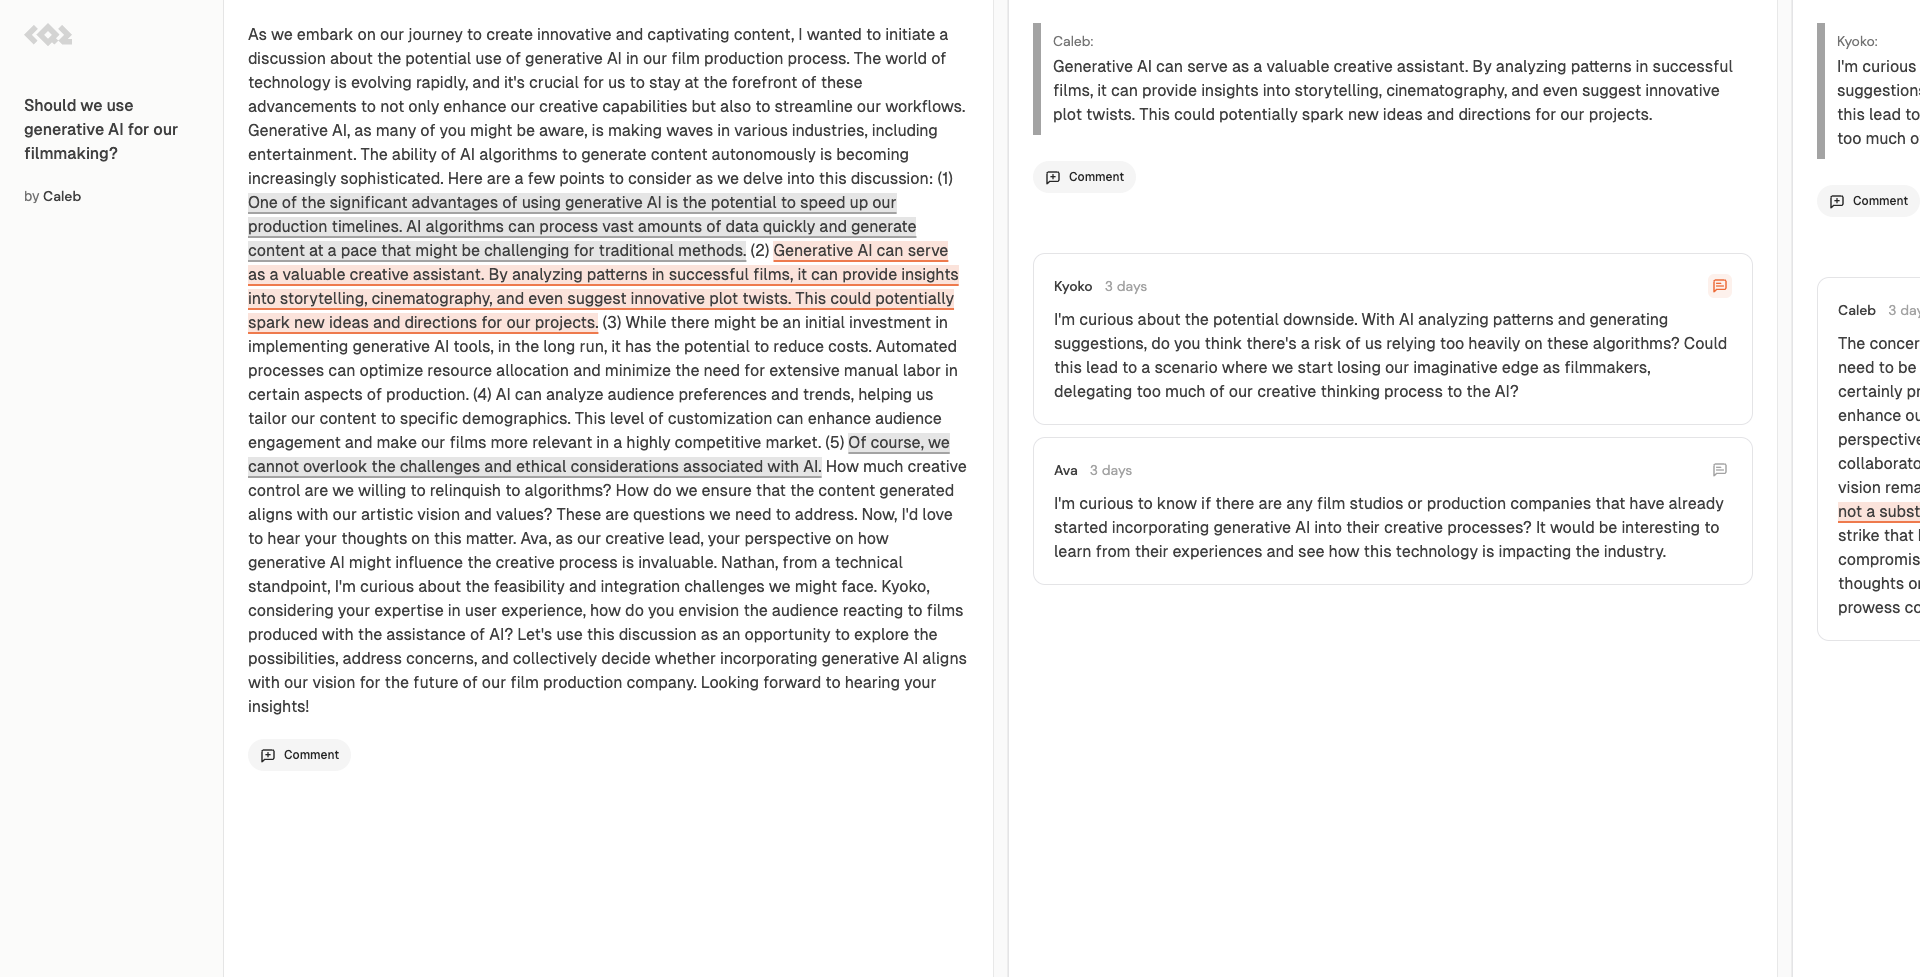 Should we use
generative AI for our
filmmaking?
by Caleb
As we embark on our journey to create innovative and captivating content, I wanted to initiate a
discussion about the potential use of generative AI in our film production process. The world of
technology is evolving rapidly, and it's crucial for us to stay at the forefront of these
advancements to not only enhance our creative capabilities but also to streamline our workflows.
Generative AI, as many of you might be aware, is making waves in various industries, including
entertainment. The ability of AI algorithms to generate content autonomously is becoming
increasingly sophisticated. Here are a few points to consider as we delve into this discussion: (1)
One of the significant advantages of using generative AI is the potential to speed up our
production timelines. AI algorithms can process vast amounts of data quickly and generate
content at a pace that might be challenging for traditional methods. (2) Generative AI can serve
as a valuable creative assistant. By analyzing patterns in successful films, it can provide insights
into storytelling, cinematography, and even suggest innovative plot twists. This could potentially
spark new ideas and directions for our projects. (3) While there might be an initial investment in
implementing generative AI tools, in the long run, it has the potential to reduce costs. Automated
processes can optimize resource allocation and minimize the need for extensive manual labor in
certain aspects of production. (4) AI can analyze audience preferences and trends, helping us
tailor our content to specific demographics. This level of customization can enhance audience
engagement and make our films more relevant in a highly competitive market. (5) Of course, we
cannot overlook the challenges and ethical considerations associated with AI. How much creative
control are we willing to relinquish to algorithms? How do we ensure that the content generated
aligns with our artistic vision and values? These are questions we need to address. Now, I'd love
to hear your thoughts on this matter. Ava, as our creative lead, your perspective on how
generative AI might influence the creative process is invaluable. Nathan, from a technical
standpoint, I'm curious about the feasibility and integration challenges we might face. Kyoko,
considering your expertise in user experience, how do you envision the audience reacting to films
produced with the assistance of AI? Let's use this discussion as an opportunity to explore the
possibilities, address concerns, and collectively decide whether incorporating generative AI aligns
with our vision for the future of our film production company. Looking forward to hearing your
insights!
Comment
Caleb:
Generative AI can serve as a valuable creative assistant. By analyzing patterns in successful
films, it can provide insights into storytelling, cinematography, and even suggest innovative
plot twists. This could potentially spark new ideas and directions for our projects.
Comment
Kyoko 3 days
I'm curious about the potential downside. With AI analyzing patterns and generating
suggestions, do you think there's a risk of us relying too heavily on these algorithms? Could
this lead to a scenario where we start losing our imaginative edge as filmmakers,
delegating too much of our creative thinking process to the AI?
Ava 3 days
I'm curious to know if there are any film studios or production companies that have already
started incorporating generative AI into their creative processes? It would be interesting to
learn from their experiences and see how this technology is impacting the industry.
Kyoko:
I'm curious
suggestions
this lead to
too much o
Comment
Caleb 3 day
The concer
need to be
certainly pr
enhance ou
perspective
collaborato
vision rema
not a subst
strike that
compromis
thoughts o
prowess co